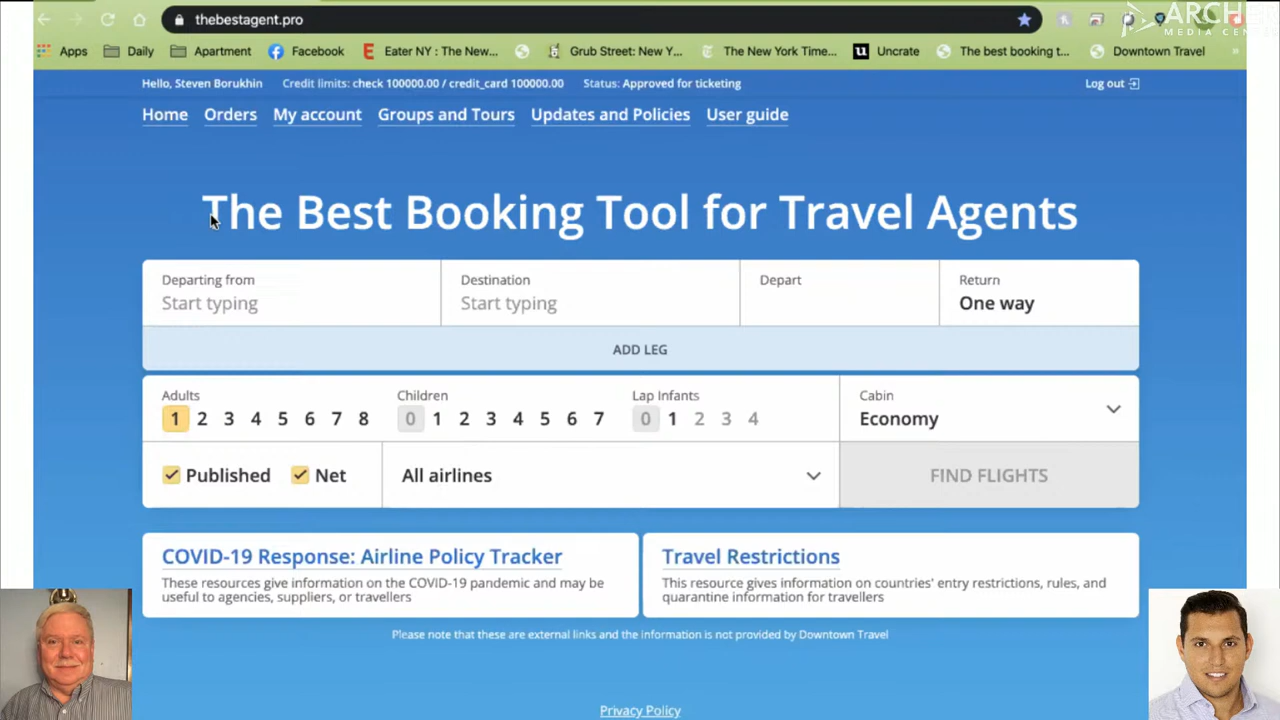 thebestagent.pro
ARCHER
MEDIA CENTER
Apps Daily Apartment Facebook Eater NY : The New... Grub Street: New Y... The New York Time... Uncrate The best booking t... Downtown Travel
Hello, Steven Borukhin Credit limits: check 100000.00 / credit_card 100000.00 Status: Approved for ticketing Log out
Home Orders My account Groups and Tours Updates and Policies User guide
The Best Booking Tool for Travel Agents
Departing from Destination Depart Return
Start typing Start typing One way
ADD LEG
Adults Children Lap Infants Cabin
1 2 3 4 5 6 7 8 0 1 2 3 4 5 6 7 0 1 2 3 4 Economy
Published Net All airlines FIND FLIGHTS
COVID-19 Response: Airline Policy Tracker
These resources give information on the COVID-19 pandemic and may be
useful to agencies, suppliers, or travellers
Travel Restrictions
This resource gives information on countries' entry restrictions, rules, and
quarantine information for travellers
Please note that these are external links and the information is not provided by Downtown Travel
Privacy Policy